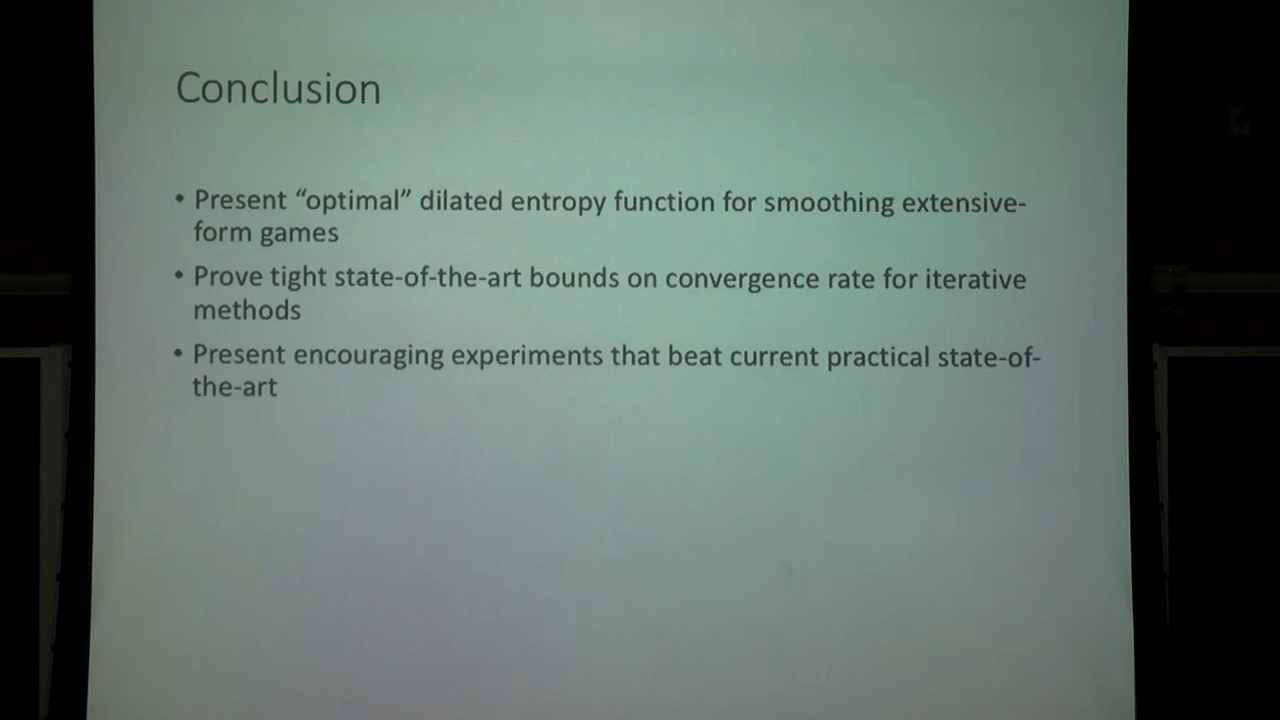 Conclusion
• Present “optimal” dilated entropy function for smoothing extensive-
form games
• Prove tight state-of-the-art bounds on convergence rate for iterative
methods
• Present encouraging experiments that beat current practical state-of-
the-art